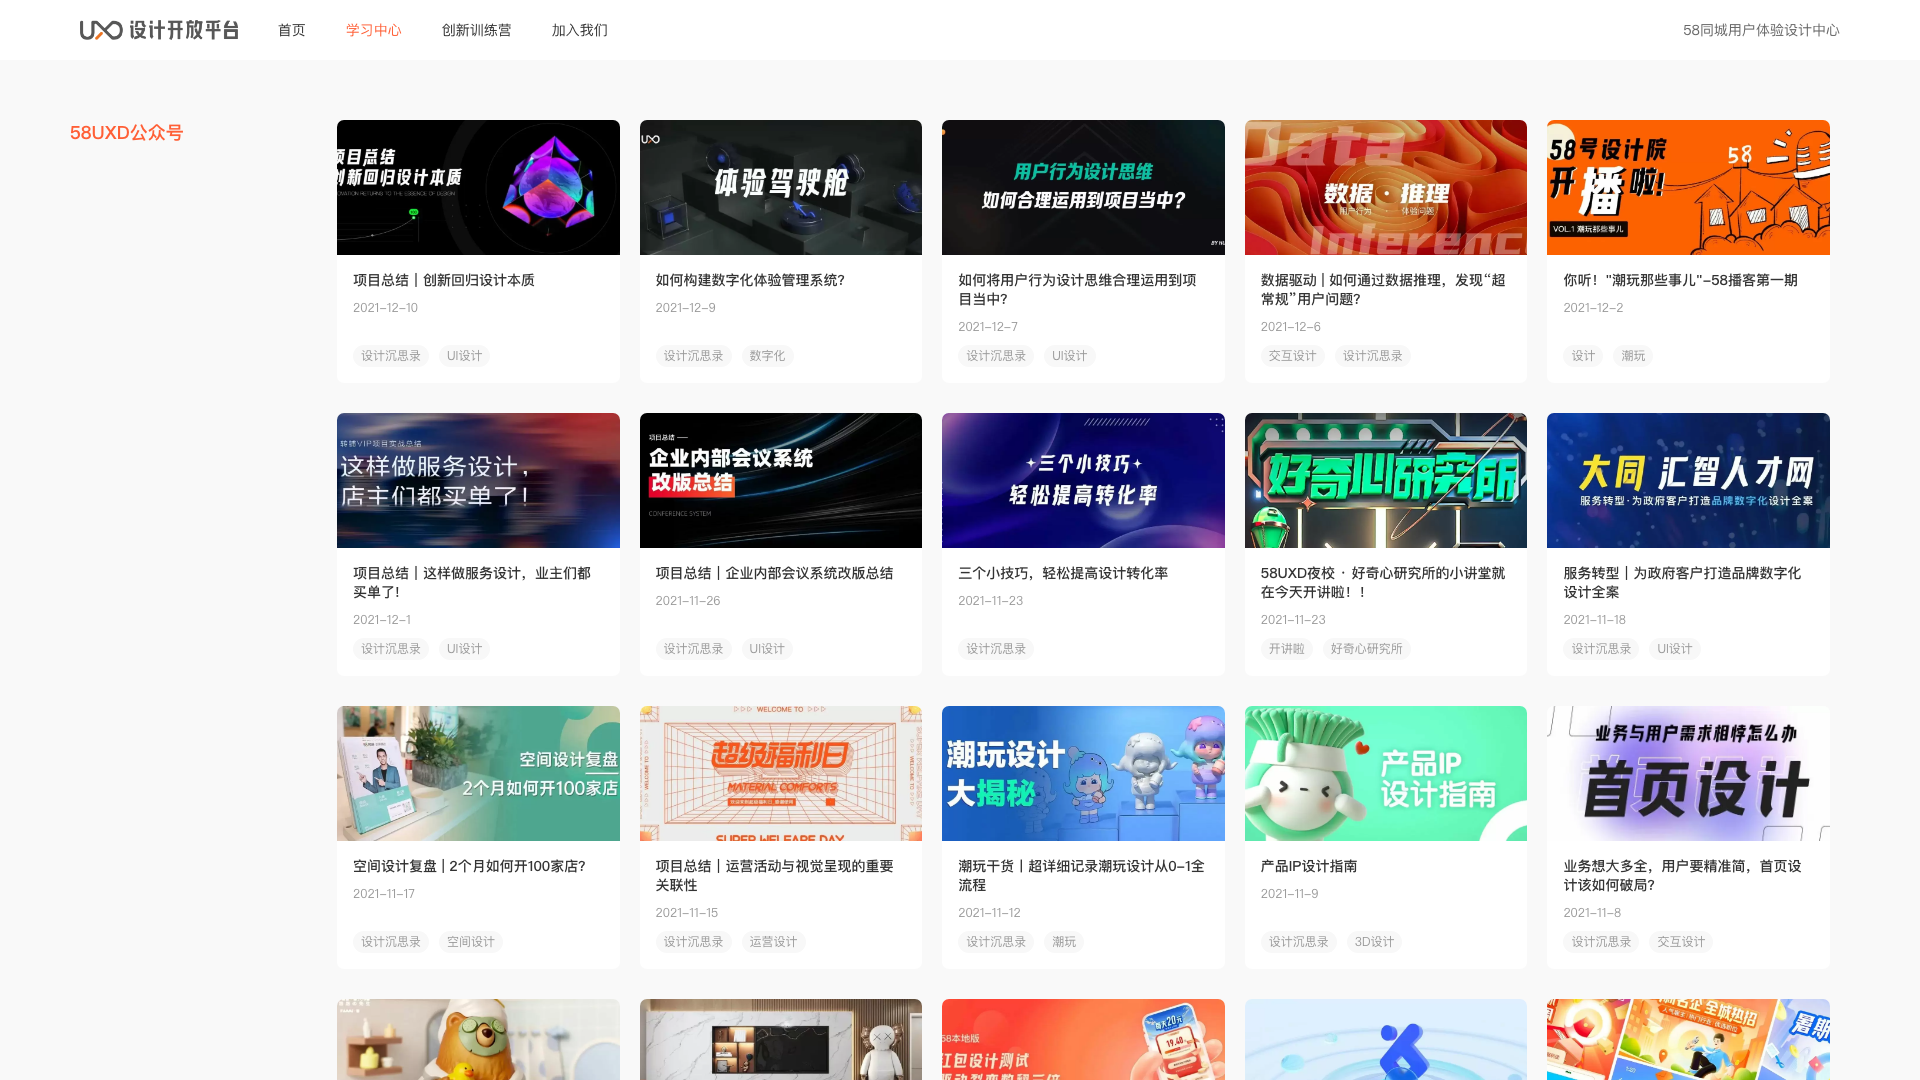 UXD 设计开放平台
首页
学习中心
创新训练营
加入我们
58同城用户体验设计中心
58UXD公众号
项目总结
创新回归设计本质
项目总结 | 创新回归设计本质
2021-12-10
设计沉思录
UI设计
体验驾驶舱
如何构建数字化体验管理系统？
2021-12-9
设计沉思录
数字化
用户行为设计思维
如何合理运用到项目当中？
如何将用户行为设计思维合理运用到项
目当中？
2021-12-7
设计沉思录
UI设计
Data
数据·推理
用户行为
体验问题
Inferenc
数据驱动 | 如何通过数据推理，发现“超
常规”用户问题？
2021-12-6
交互设计
设计沉思录
58号设计院
开播啦！
VOL.1 潮玩那些事儿
58
你听！"潮玩那些事儿"-58播客第一期
2021-12-2
设计
潮玩
转铺VIP项目实战总结
这样做服务设计，
店主们都买单了！
项目总结｜这样做服务设计，业主们都
买单了！
2021-12-1
设计沉思录
UI设计
项目总结
企业内部会议系统
改版总结
CONFERENCE SYSTEM
项目总结｜企业内部会议系统改版总结
2021-11-26
设计沉思录
UI设计
三个小技巧
轻松提高转化率
三个小技巧，轻松提高设计转化率
2021-11-23
设计沉思录
好奇心研究所
58UXD夜校 · 好奇心研究所的小讲堂就
在今天开讲啦！！
2021-11-23
开讲啦
好奇心研究所
大同 汇智人才网
服务转型·为政府客户打造品牌数字化设计全案
服务转型｜为政府客户打造品牌数字化
设计全案
2021-11-18
设计沉思录
UI设计
空间设计复盘
2个月如何开100家店
空间设计复盘 | 2个月如何开100家店？
2021-11-17
设计沉思录
空间设计
WELCOME TO
超级福利日
MATERIAL COMFORTS
SUPER WELFARE DAY
项目总结｜运营活动与视觉呈现的重要
关联性
2021-11-15
设计沉思录
运营设计
潮玩设计
大揭秘
潮玩干货丨超详细记录潮玩设计从0-1全
流程
2021-11-12
设计沉思录
潮玩
产品IP
设计指南
产品IP设计指南
2021-11-9
设计沉思录
3D设计
业务与用户需求相悖怎么办
首页设计
业务想大多全，用户要精准简，首页设
计该如何破局？
2021-11-8
设计沉思录
交互设计
58本地版
红包设计测试
每天20元
19.40
全城热招
暑期